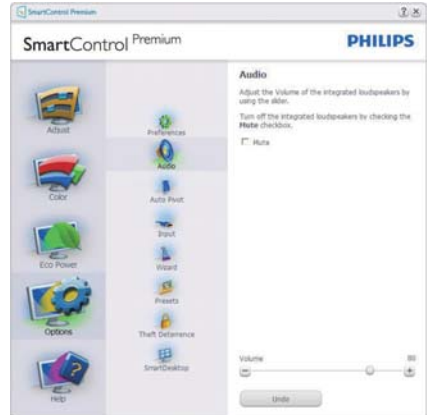 SmartControl Premium
SmartControl Premium
PHILIPS
Adjust
Color
Eco Power
Options
Help
Preferences
Audio
Auto Pivot
Input
Wizard
Presets
Theft Deterrence
SmartDesktop
Audio
Adjust the Volume of the integrated loudspeakers by
using the slider.
Turn off the integrated loudspeakers by checking the
Mute checkbox.
Mute
Volume 80
Undo